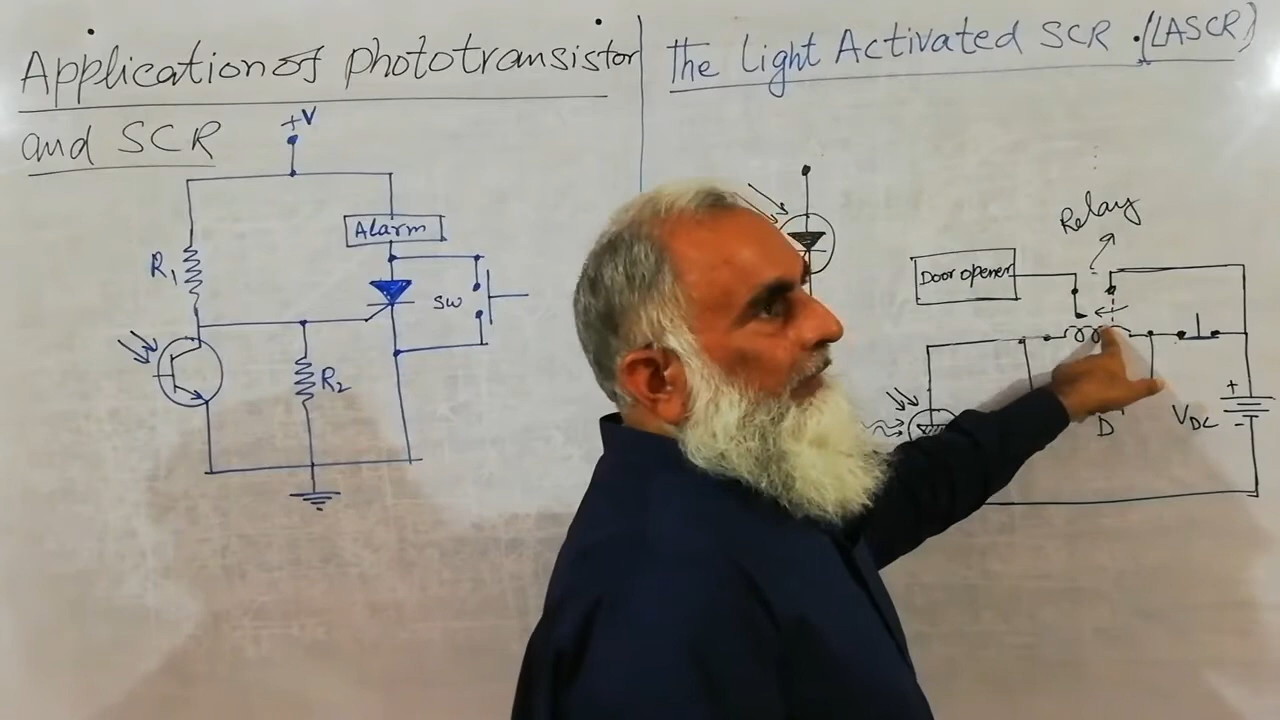 Application of phototransistor
and SCR
+V
Alarm
R1
SW
R2
The Light Activated SCR .(LASCR)
Relay
Door opener
+
D
VDC
-